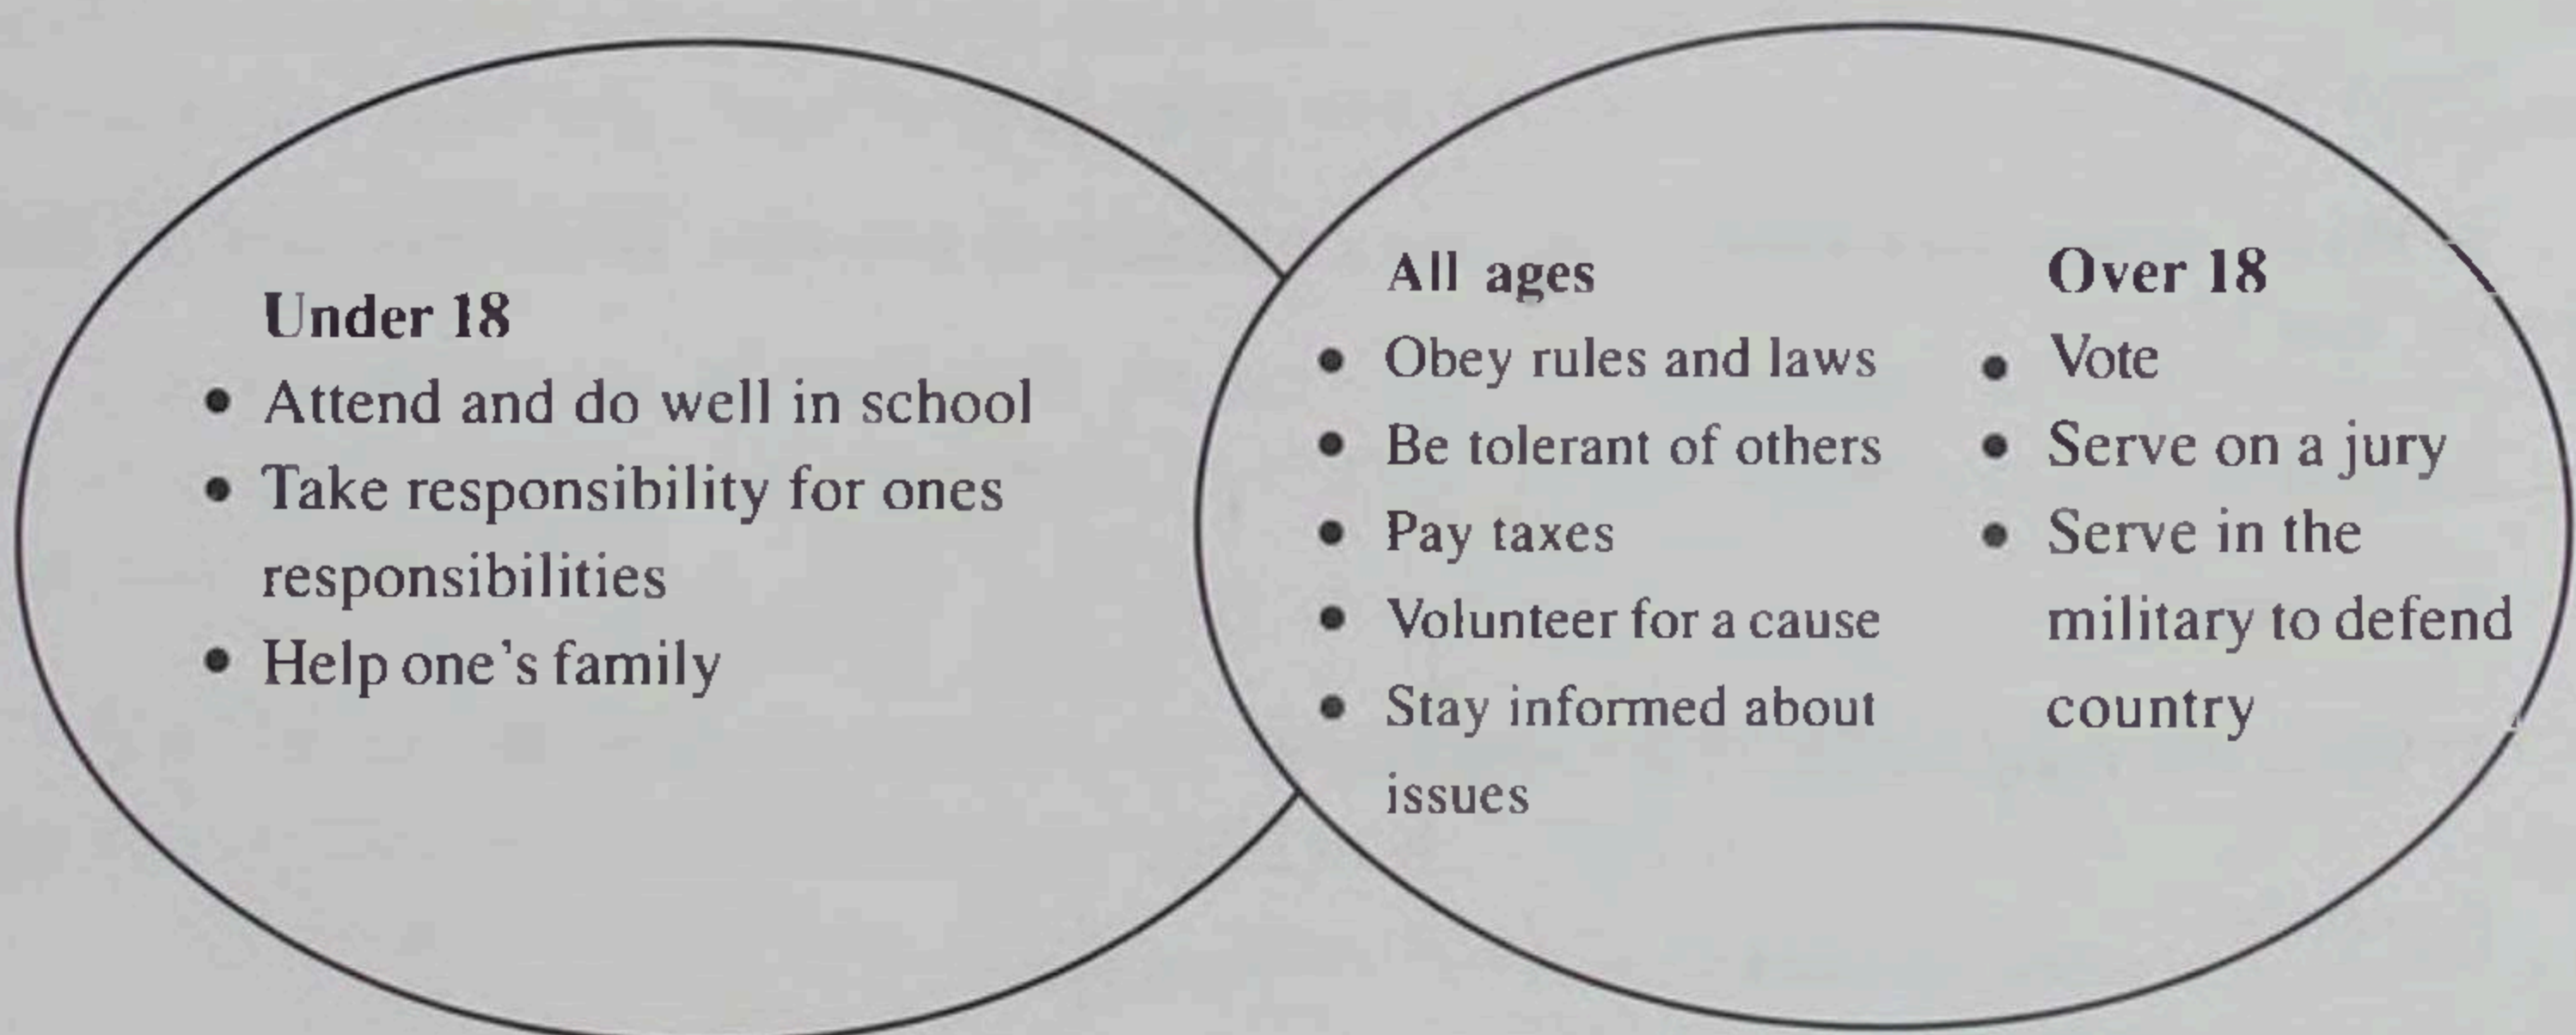 Under 18
• Attend and do well in school
• Take responsibility for ones
responsibilities
• Help one's family
All ages
• Obey rules and laws
• Be tolerant of others
• Pay taxes
• Volunteer for a cause
• Stay informed about
issues
Over 18
• Vote
• Serve on a jury
• Serve in the
military to defend
country